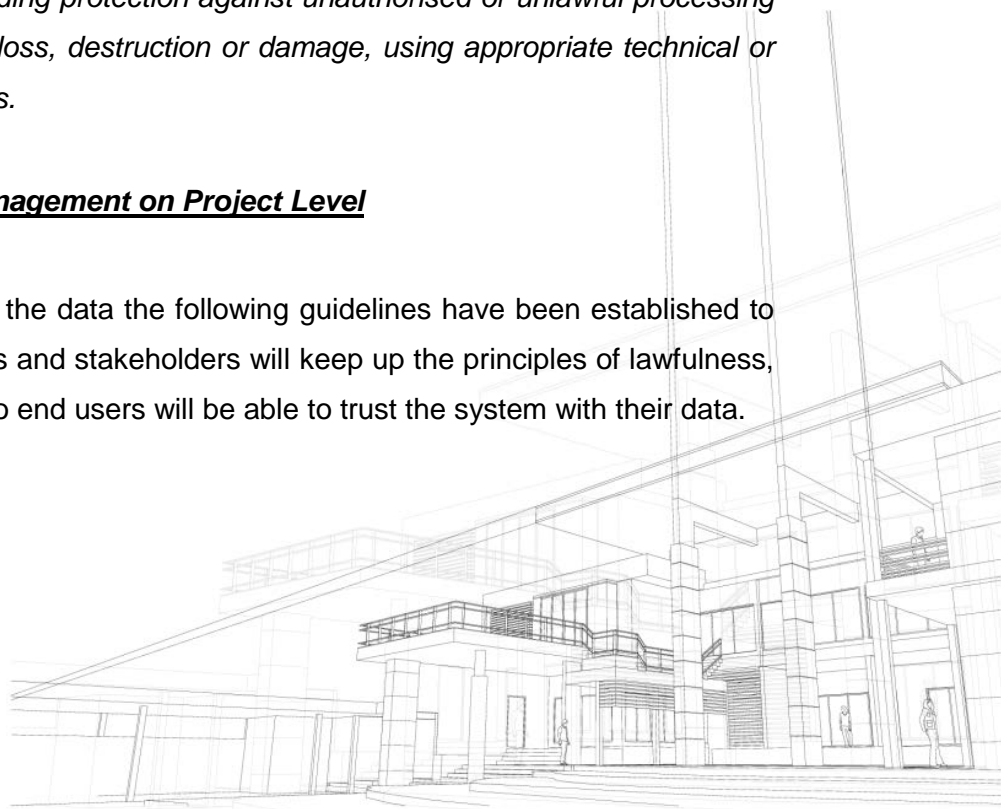 ding protection against unauthorised or unlawful processing
loss, destruction or damage, using appropriate technical or
s.
nagement on Project Level
the data the following guidelines have been established to
s and stakeholders will keep up the principles of lawfulness,
o end users will be able to trust the system with their data.